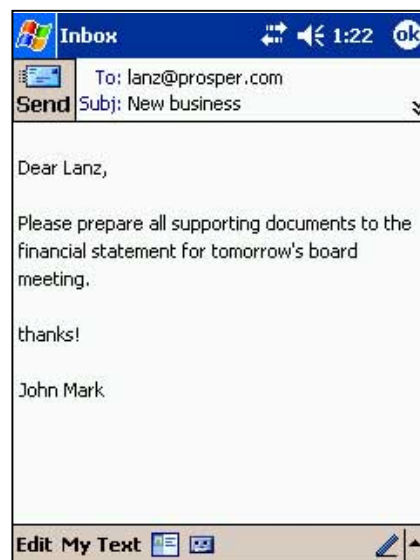 Inbox 1:22 ok
To: lanz@prosper.com
Send Subj: New business
Dear Lanz,
Please prepare all supporting documents to the
financial statement for tomorrow's board
meeting.
thanks!
John Mark
Edit My Text